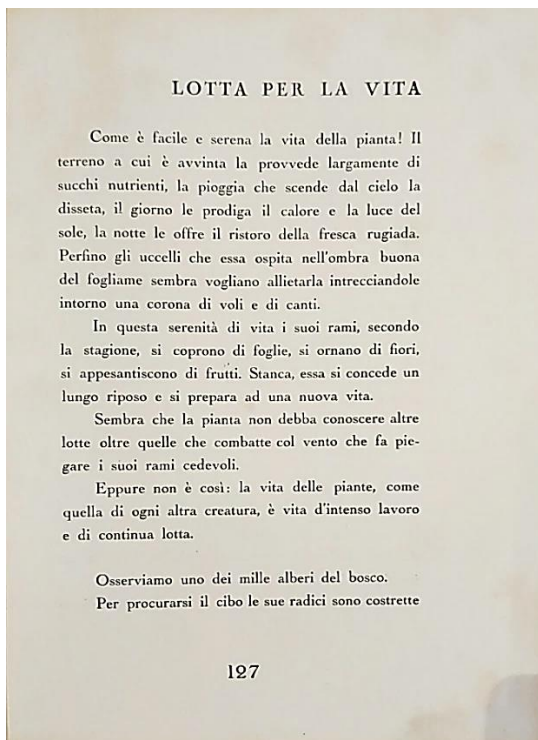 LOTTA PER LA VITA
Come è facile e serena la vita della pianta! Il
terreno a cui è avvinta la provvede largamente di
succhi nutrienti, la pioggia che scende dal cielo la
disseta, il giorno le prodiga il calore e la luce del
sole, la notte le offre il ristoro della fresca rugiada.
Perfino gli uccelli che essa ospita nell'ombra buona
del fogliame sembra vogliano allietarla intrecciandole
intorno una corona di voli e di canti.
In questa serenità di vita i suoi rami, secondo
la stagione, si coprono di foglie, si ornano di fiori,
si appesantiscono di frutti. Stanca, essa si concede un
lungo riposo e si prepara ad una nuova vita.
Sembra che la pianta non debba conoscere altre
lotte oltre quelle che combatte col vento che fa pie-
gare i suoi rami cedevoli.
Eppure non è così: la vita delle piante, come
quella di ogni altra creatura, è vita d'intenso lavoro
e di continua lotta.
Osserviamo uno dei mille alberi del bosco.
Per procurarsi il cibo le sue radici sono costrette
127